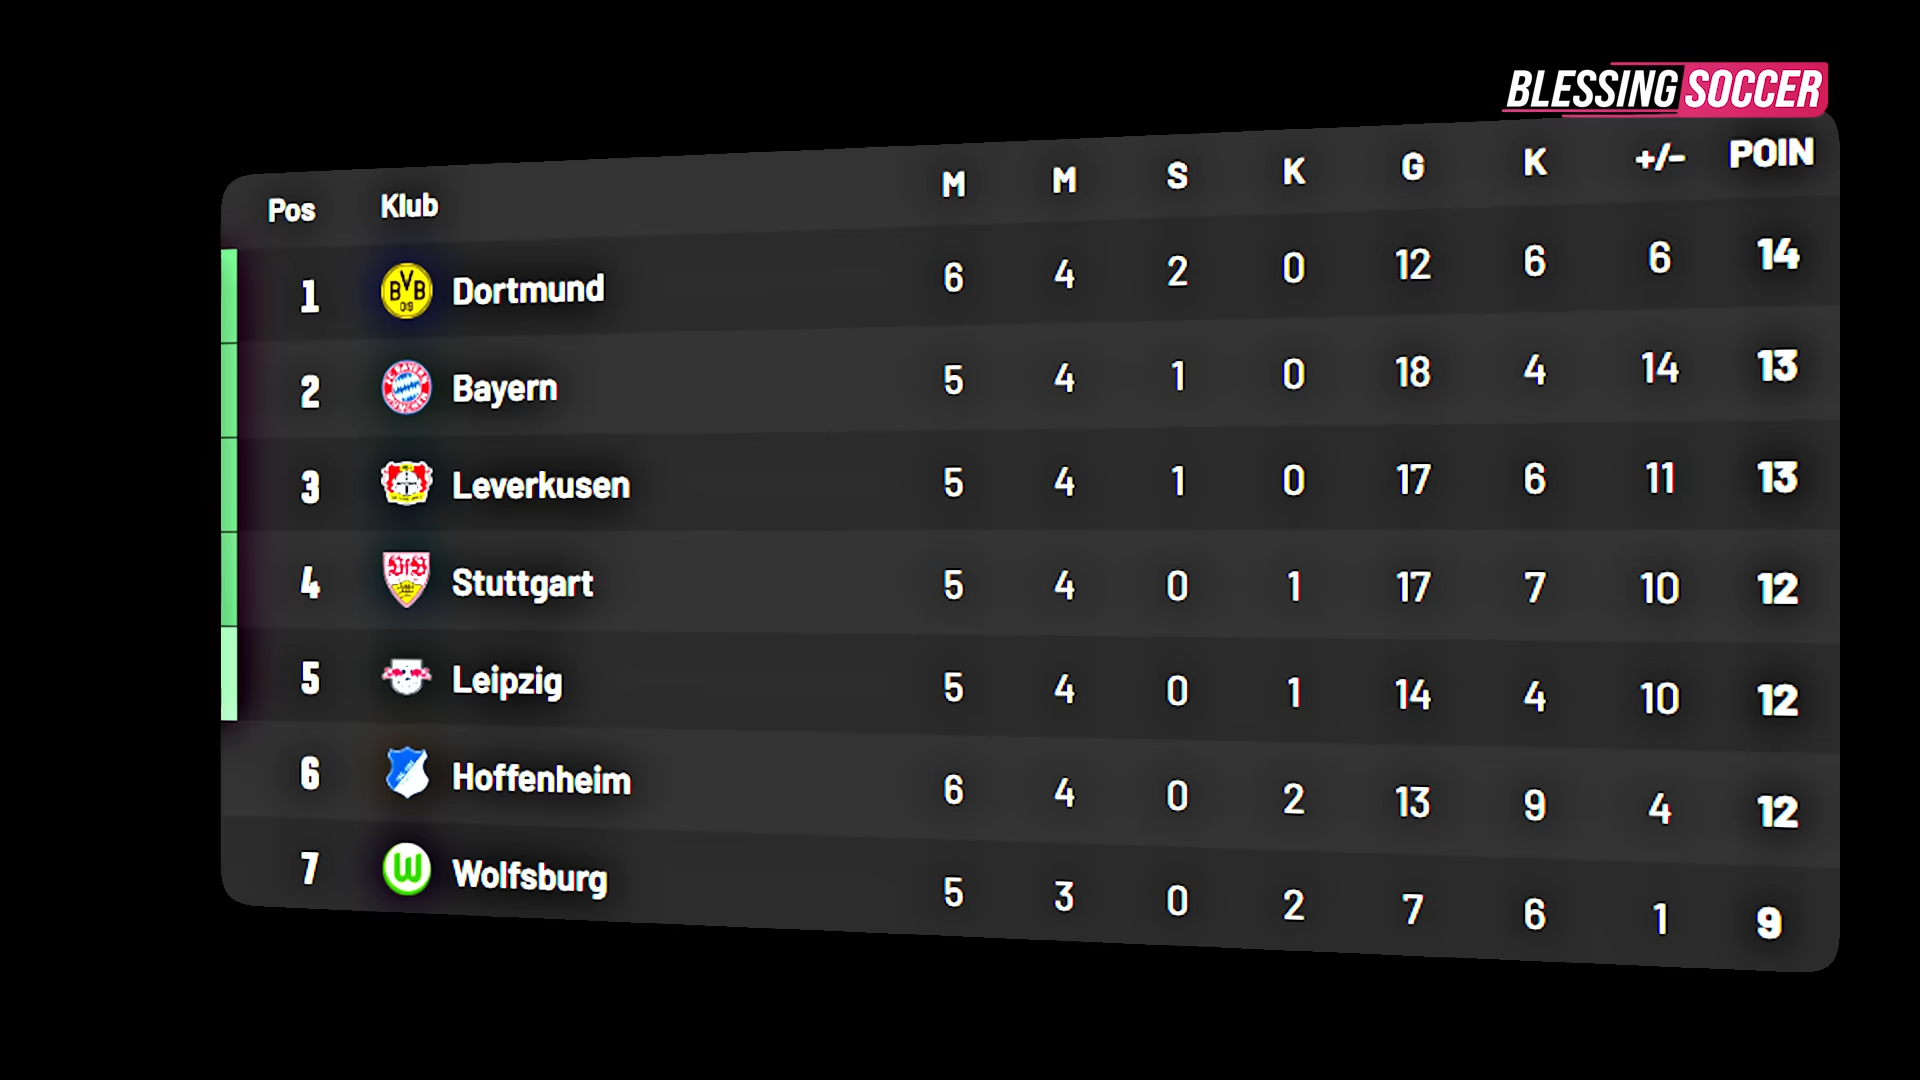 BLESSING SOCCER
Pos Klub M M S K G K +/- POIN
1 BVB 09 Dortmund 6 4 2 0 12 6 6 14
2 Bayern 5 4 1 0 18 4 14 13
3 Leverkusen 5 4 1 0 17 6 11 13
4 VfB Stuttgart 5 4 0 1 17 7 10 12
5 Leipzig 5 4 0 1 14 4 10 12
6 Hoffenheim 6 4 0 2 13 9 4 12
7 W Wolfsburg 5 3 0 2 7 6 1 9